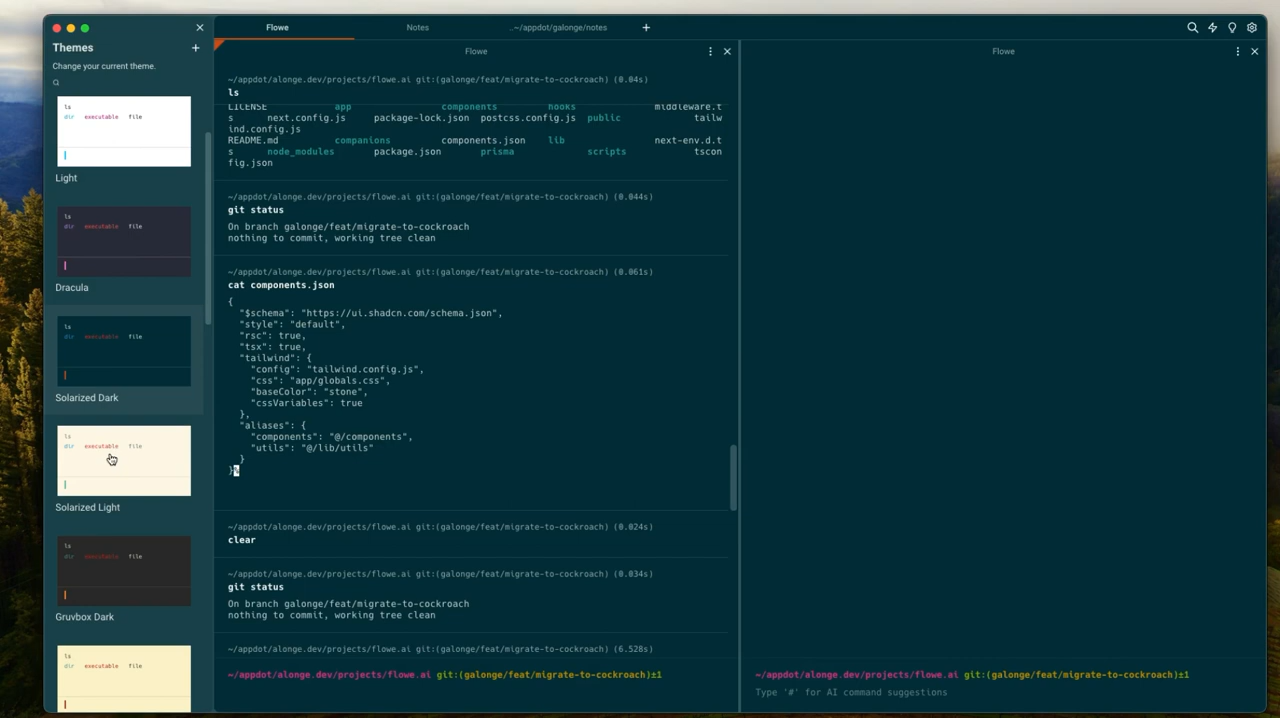 Flowe
Notes
..~/appdot/galonge/notes
Themes
Change your current theme.
ls
dir executable file
Light
ls
dir executable file
Dracula
ls
dir executable file
Solarized Dark
ls
dir executable file
Solarized Light
ls
dir executable file
Gruvbox Dark
ls
dir executable file
Flowe
~/appdot/alonge.dev/projects/flowe.ai git:(galonge/feat/migrate-to-cockroach) (0.04s)
ls
LICENSE app components hooks middleware.t
s next.config.js package-lock.json postcss.config.js public tailw
ind.config.js
README.md companions components.json lib next-env.d.t
s node_modules package.json prisma scripts tscon
fig.json
~/appdot/alonge.dev/projects/flowe.ai git:(galonge/feat/migrate-to-cockroach) (0.044s)
git status
On branch galonge/feat/migrate-to-cockroach
nothing to commit, working tree clean
~/appdot/alonge.dev/projects/flowe.ai git:(galonge/feat/migrate-to-cockroach) (0.061s)
cat components.json
{
"$schema": "https://ui.shadcn.com/schema.json",
"style": "default",
"rsc": true,
"tsx": true,
"tailwind": {
"config": "tailwind.config.js",
"css": "app/globals.css",
"baseColor": "stone",
"cssVariables": true
},
"aliases": {
"components": "@/components",
"utils": "@/lib/utils"
}
}%
~/appdot/alonge.dev/projects/flowe.ai git:(galonge/feat/migrate-to-cockroach) (0.024s)
clear
~/appdot/alonge.dev/projects/flowe.ai git:(galonge/feat/migrate-to-cockroach) (0.034s)
git status
On branch galonge/feat/migrate-to-cockroach
nothing to commit, working tree clean
~/appdot/alonge.dev/projects/flowe.ai git:(galonge/feat/migrate-to-cockroach) (6.528s)
~/appdot/alonge.dev/projects/flowe.ai git:(galonge/feat/migrate-to-cockroach)±1
Flowe
~/appdot/alonge.dev/projects/flowe.ai git:(galonge/feat/migrate-to-cockroach)±1
Type '#' for AI command suggestions